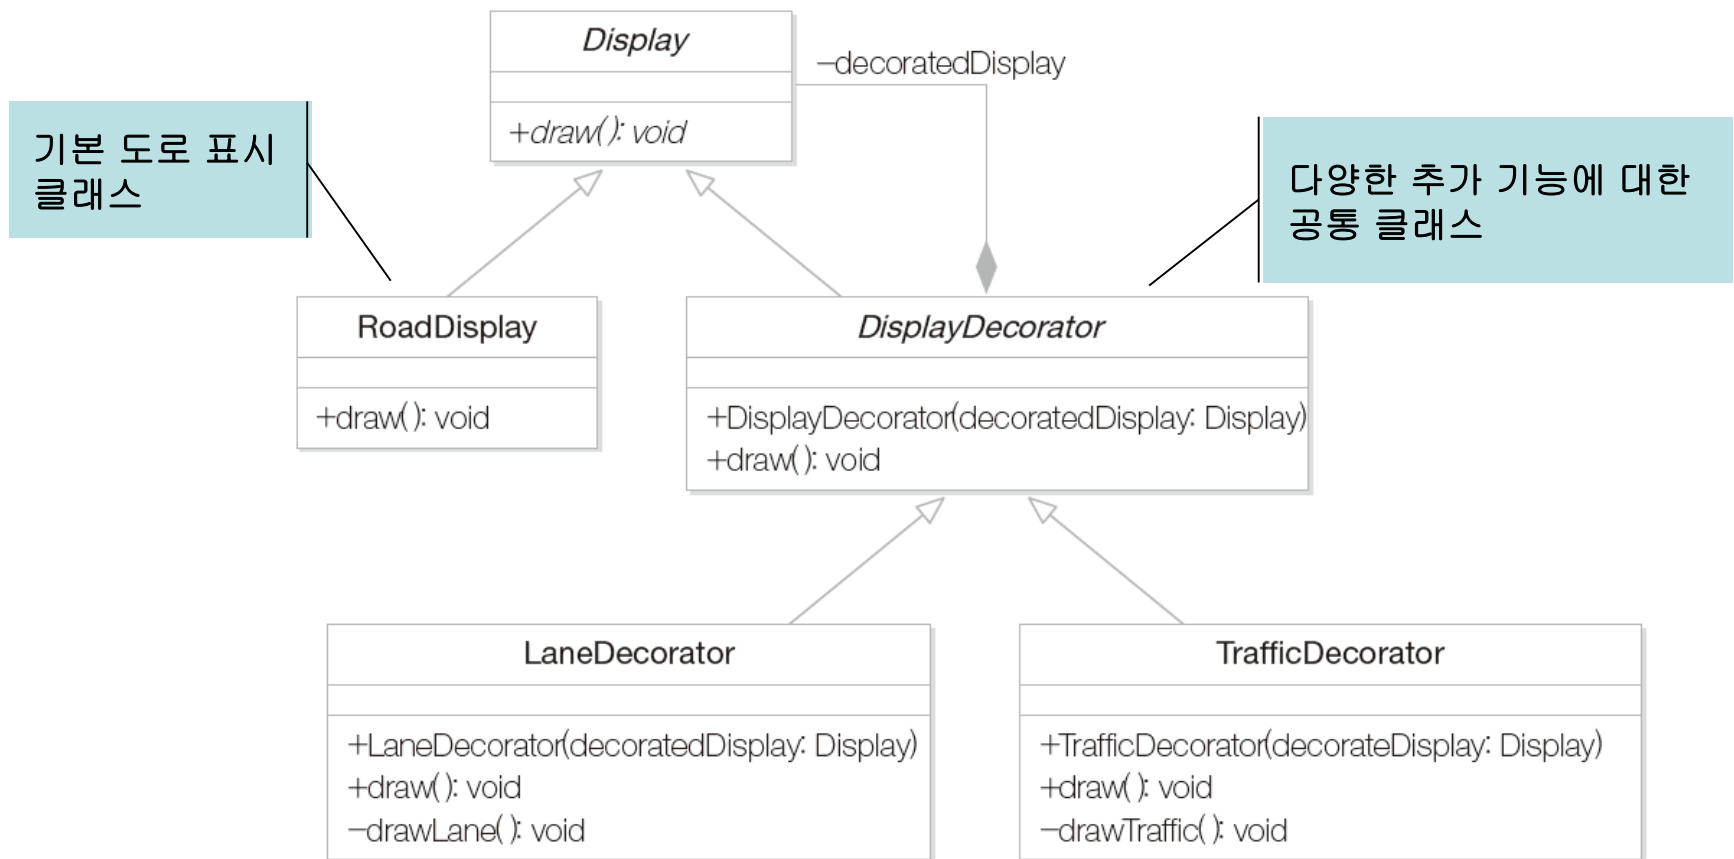 Display
−decoratedDisplay
+draw(): void
기본 도로 표시
클래스
다양한 추가 기능에 대한
공통 클래스
RoadDisplay
+draw(): void
DisplayDecorator
+DisplayDecorator(decoratedDisplay: Display)
+draw(): void
LaneDecorator
+LaneDecorator(decoratedDisplay: Display)
+draw(): void
−drawLane(): void
TrafficDecorator
+TrafficDecorator(decorateDisplay: Display)
+draw(): void
−drawTraffic(): void